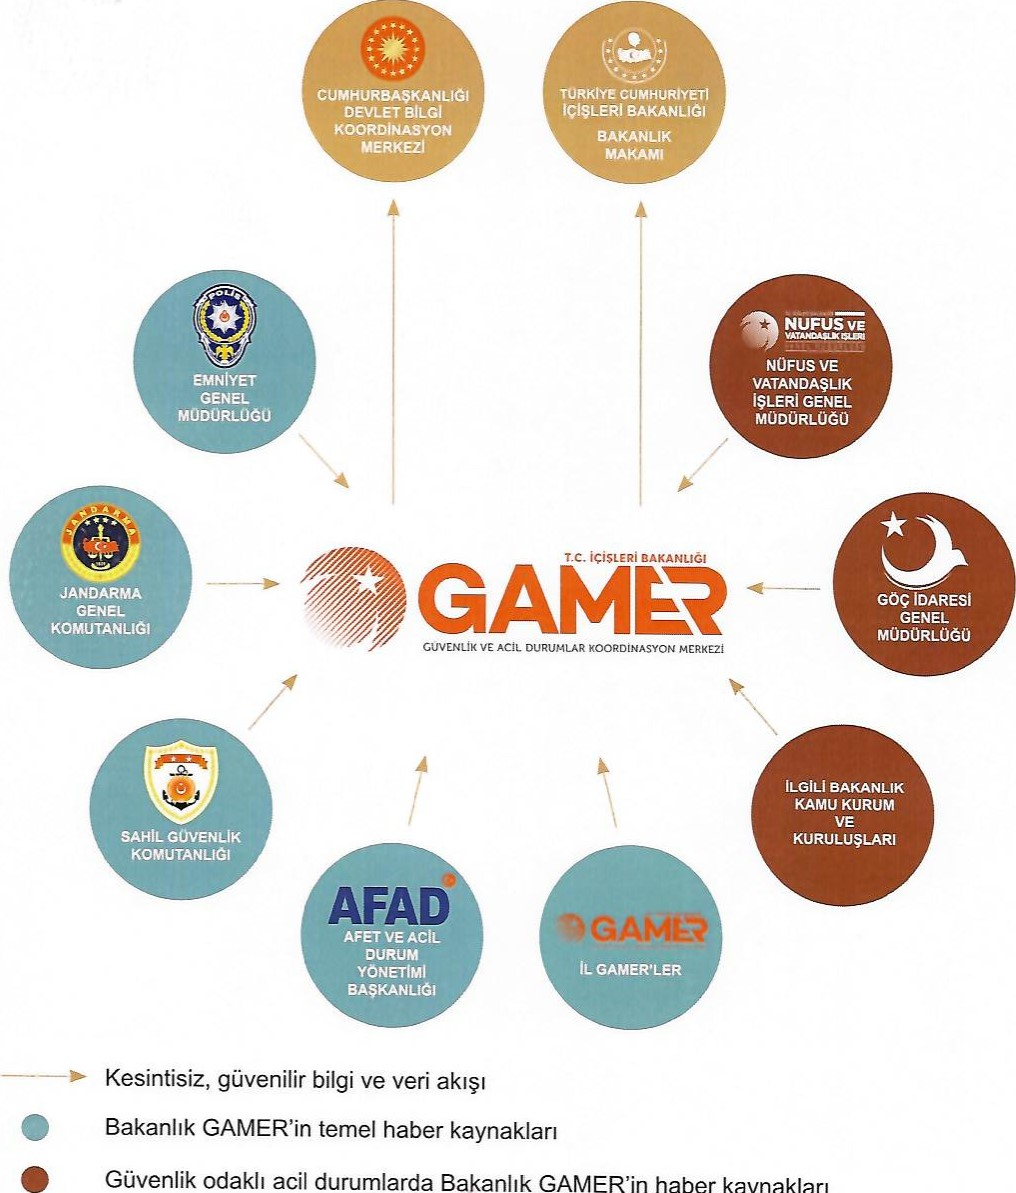 CUMHURBAŞKANLIĞI
DEVLET BİLGİ
KOORDİNASYON
MERKEZİ
TÜRKİYE CUMHURİYETİ
İÇİŞLERİ BAKANLIĞI
BAKANLIK
MAKAMI
POLİS
EMNİYET
GENEL
MÜDÜRLÜĞÜ
NUFUS VE
VATANDAŞLIK İŞLERİ
NÜFUS VE
VATANDAŞLIK
İŞLERİ GENEL
MÜDÜRLÜĞÜ
JANDARMA
JANDARMA
GENEL
KOMUTANLIĞI
T.C. İÇİŞLERİ BAKANLIĞI
GAMER
GÜVENLİK VE ACİL DURUMLAR KOORDİNASYON MERKEZİ
GÖÇ İDARESİ
GENEL
MÜDÜRLÜĞÜ
SAHİL GÜVENLİK
KOMUTANLIĞI
İLGİLİ BAKANLIK
KAMU KURUM
VE
KURULUŞLARI
AFAD
AFET VE ACİL
DURUM
YÖNETİMİ
BAŞKANLIĞI
GAMER
İL GAMER'LER
Kesintisiz, güvenilir bilgi ve veri akışı
Bakanlık GAMER'in temel haber kaynakları
Güvenlik odaklı acil durumlarda Bakanlık GAMER'in haber kaynakları